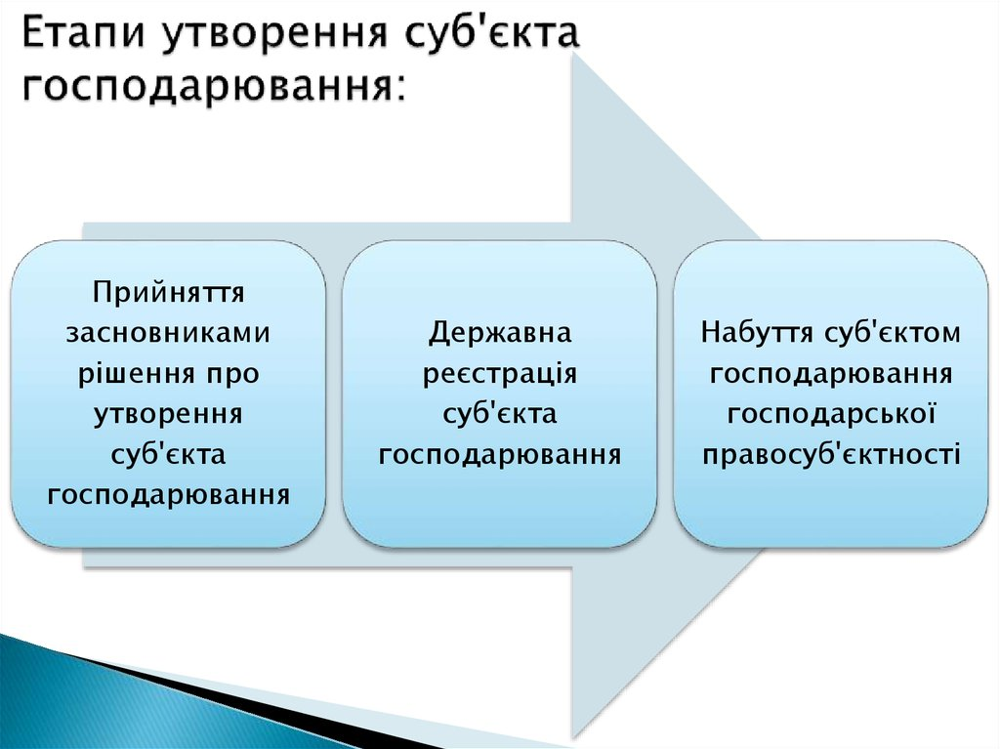 Етапи утворення суб'єкта
господарювання:
Прийняття
засновниками
рішення про
утворення
суб'єкта
господарювання
Державна
реєстрація
суб'єкта
господарювання
Набуття суб'єктом
господарювання
господарської
правосуб'єктності